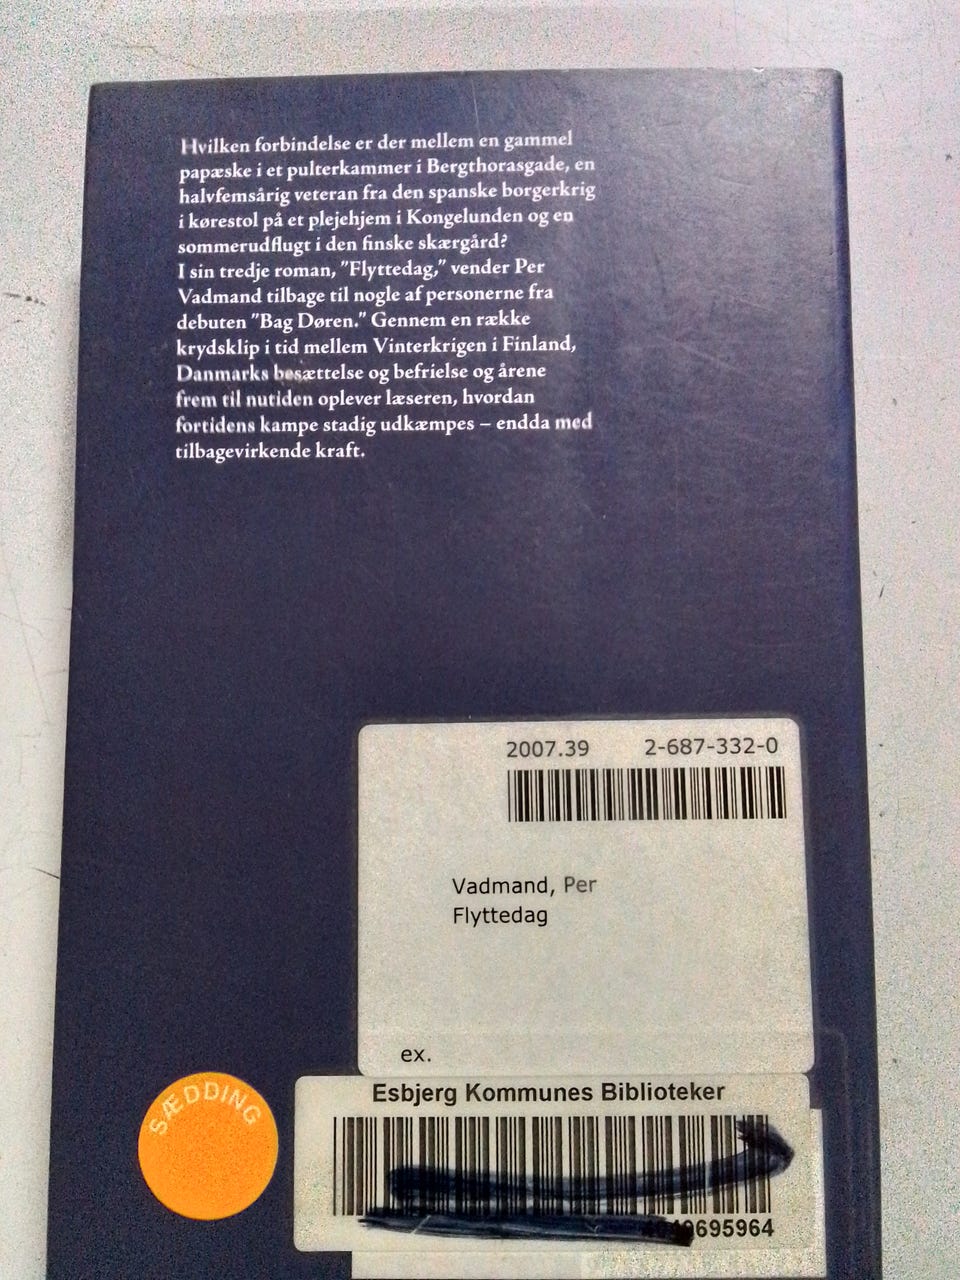 Hvilken forbindelse er der mellem en gammel
papæske i et pulterkammer i Bergthorasgade, en
halvfemsårig veteran fra den spanske borgerkrig
i kørestol på et plejehjem i Kongelunden og en
sommerudflugt i den finske skærgård?
I sin tredje roman, "Flyttedag," vender Per
Vadmand tilbage til nogle af personerne fra
debuten "Bag Døren." Gennem en række
krydsklip i tid mellem Vinterkrigen i Finland,
Danmarks besættelse og befrielse og årene
frem til nutiden oplever læseren, hvordan
fortidens kampe stadig udkæmpes – endda med
tilbagevirkende kraft.
2007.39 2-687-332-0
Vadmand, Per
Flyttedag
ex.
SÆDDING
Esbjerg Kommunes Biblioteker